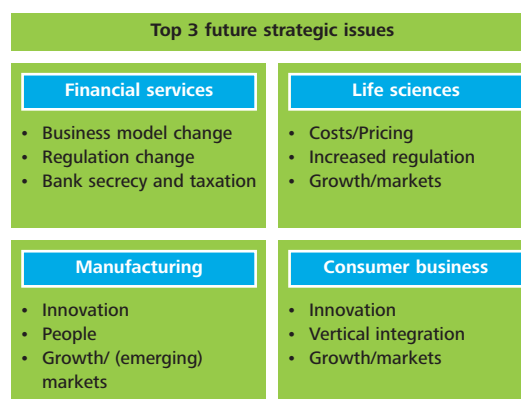 Top 3 future strategic issues
Financial services
• Business model change
• Regulation change
• Bank secrecy and taxation
Life sciences
• Costs/Pricing
• Increased regulation
• Growth/markets
Manufacturing
• Innovation
• People
• Growth/ (emerging)
markets
Consumer business
• Innovation
• Vertical integration
• Growth/markets